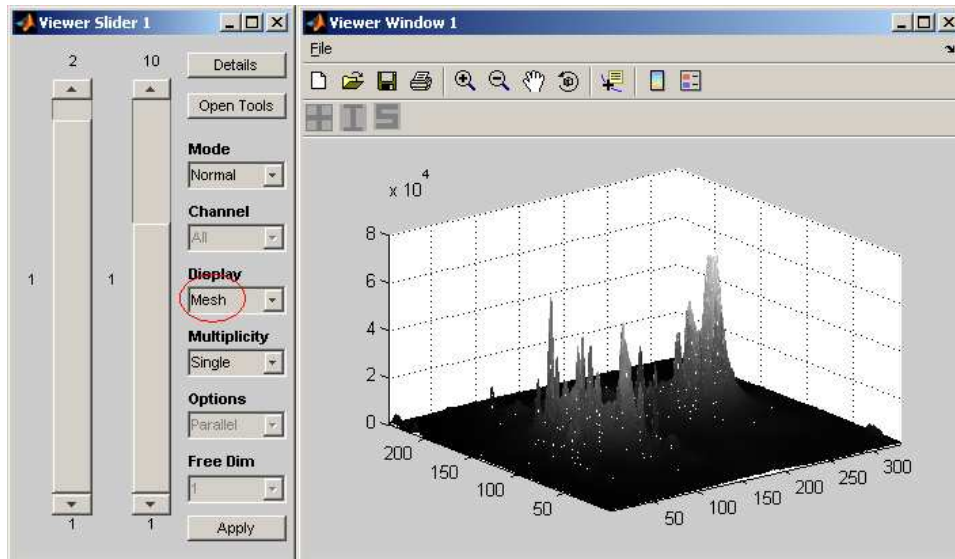 Viewer Slider 1
2
10
Details
Open Tools
Mode
Normal
Channel
All
1
1
Display
Mesh
Multiplicity
Single
Options
Parallel
Free Dim
1
1
1
Apply
Viewer Window 1
File
x 10^4
8
6
4
2
0
200
150
100
50
50
100
150
200
250
300